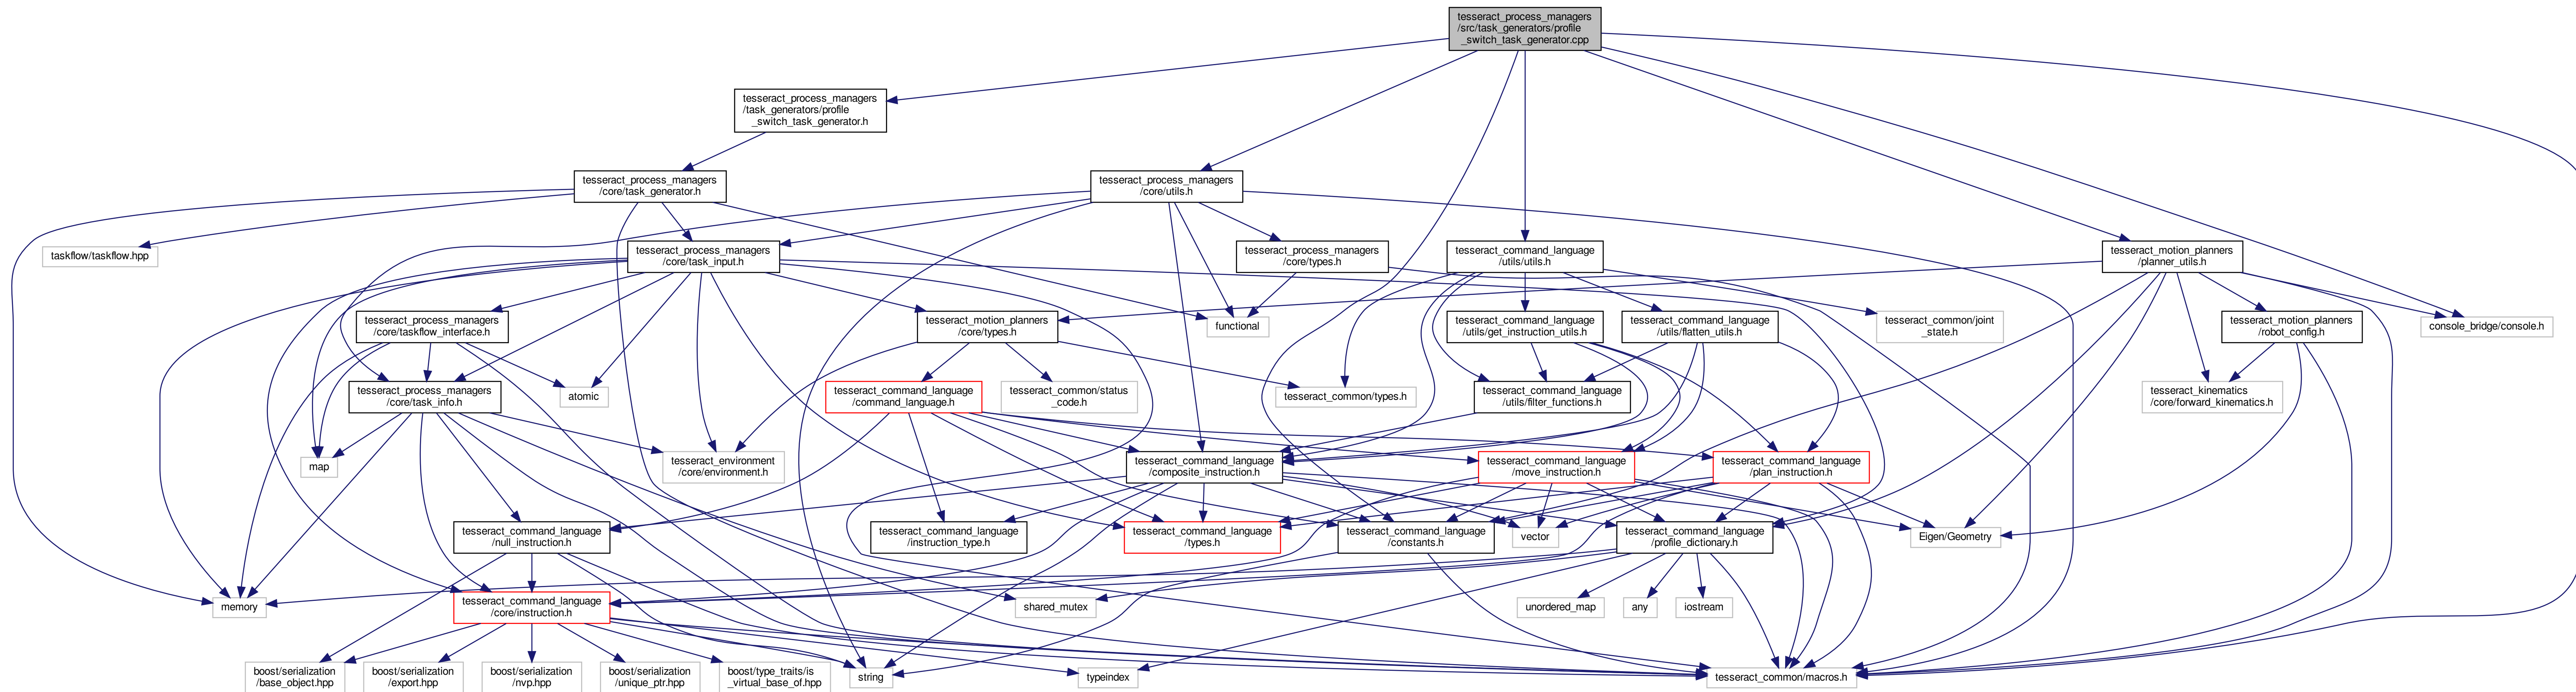 tesseract_process_managers
/src/task_generators/profile
_switch_task_generator.cpp
tesseract_process_managers
/task_generators/profile
_switch_task_generator.h
tesseract_process_managers
/core/task_generator.h
tesseract_process_managers
/core/utils.h
taskflow/taskflow.hpp
tesseract_process_managers
/core/task_input.h
tesseract_process_managers
/core/types.h
tesseract_command_language
/utils/utils.h
tesseract_motion_planners
/planner_utils.h
tesseract_process_managers
/core/taskflow_interface.h
tesseract_motion_planners
/core/types.h
functional
tesseract_command_language
/utils/get_instruction_utils.h
tesseract_command_language
/utils/flatten_utils.h
tesseract_common/joint
_state.h
tesseract_motion_planners
/robot_config.h
console_bridge/console.h
tesseract_process_managers
/core/task_info.h
atomic
tesseract_command_language
/command_language.h
tesseract_common/status
_code.h
tesseract_common/types.h
tesseract_command_language
/utils/filter_functions.h
tesseract_kinematics
/core/forward_kinematics.h
map
tesseract_environment
/core/environment.h
tesseract_command_language
/composite_instruction.h
tesseract_command_language
/move_instruction.h
tesseract_command_language
/plan_instruction.h
tesseract_command_language
/null_instruction.h
tesseract_command_language
/instruction_type.h
tesseract_command_language
/types.h
tesseract_command_language
/constants.h
vector
tesseract_command_language
/profile_dictionary.h
Eigen/Geometry
memory
tesseract_command_language
/core/instruction.h
shared_mutex
unordered_map
any
iostream
boost/serialization
/base_object.hpp
boost/serialization
/export.hpp
boost/serialization
/nvp.hpp
boost/serialization
/unique_ptr.hpp
boost/type_traits/is
_virtual_base_of.hpp
string
typeindex
tesseract_common/macros.h